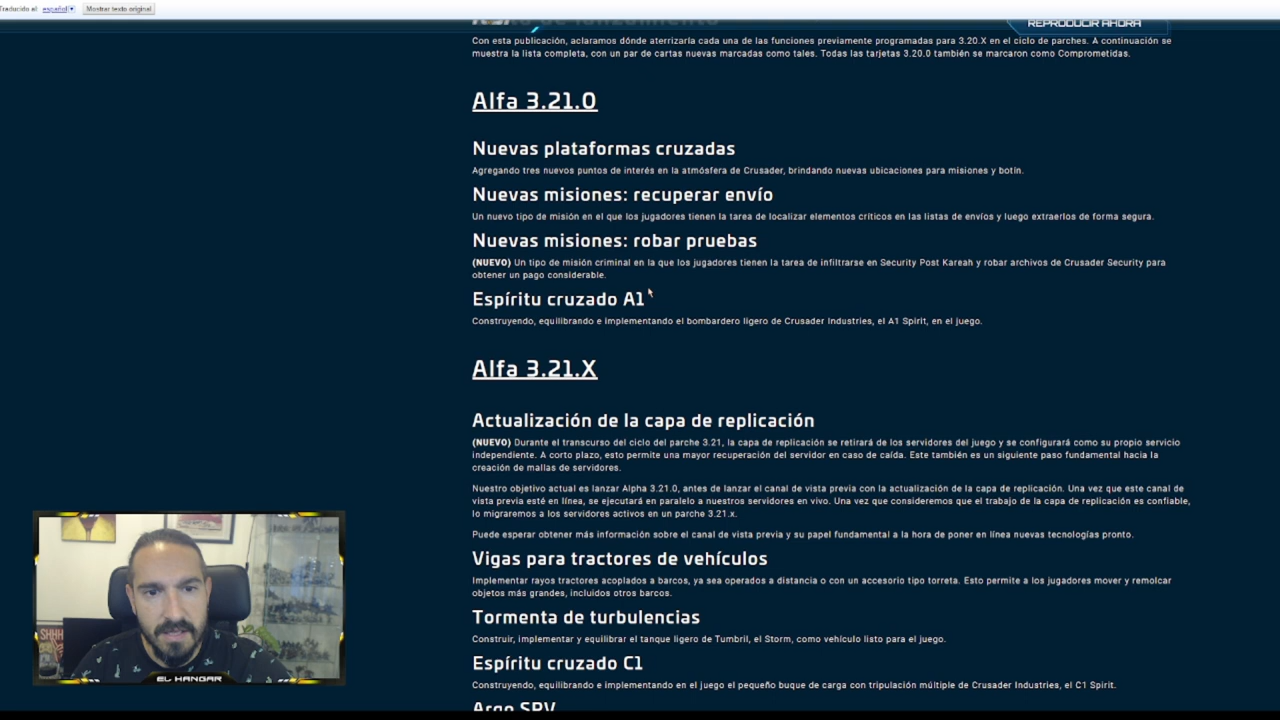 Traducido al español Mostrar texto original
de lanzamiento
REPRODUCIR AHORA
Con esta publicación, aclaramos dónde aterrizarla cada una de las funciones previamente programadas para 3.20.X en el ciclo de parches. A continuación se
muestra la lista completa, con un par de cartas nuevas marcadas como tales. Todas las tarjetas 3.20.0 también se marcaron como Comprometidas.
Alfa 3.21.0
Nuevas plataformas cruzadas
Agregando tres nuevos puntos de interés en la atmósfera de Crusader, brindando nuevas ubicaciones para misiones y botín.
Nuevas misiones: recuperar envío
Un nuevo tipo de misión en el que los jugadores tienen la tarea de localizar elementos críticos en las listas de envíos y luego extraerlos de forma segura.
Nuevas misiones: robar pruebas
(NUEVO) Un tipo de misión criminal en la que los jugadores tienen la tarea de infiltrarse en Security Post Kareah y robar archivos de Crusader Security para
obtener un pago considerable.
Espíritu cruzado A1
Construyendo, equilibrando e implementando el bombardero ligero de Crusader Industries, el A1 Spirit, en el juego.
Alfa 3.21.X
Actualización de la capa de replicación
(NUEVO) Durante el transcurso del ciclo del parche 3.21, la capa de replicación se retirará de los servidores del juego y se configurará como su propio servicio
independiente. A corto plazo, esto permite una mayor recuperación del servidor en caso de caída. Este también es un siguiente paso fundamental hacia la
creación de mallas de servidores.
Nuestro objetivo actual es lanzar Alpha 3.21.0, antes de lanzar el canal de vista previa con la actualización de la capa de replicación. Una vez que este canal de
vista previa esté en línea, se ejecutará en paralelo a nuestros servidores en vivo. Una vez que consideremos que el trabajo de la capa de replicación es confiable,
lo migraremos a los servidores activos en un parche 3.21.x.
Puede esperar obtener más información sobre el canal de vista previa y su papel fundamental a la hora de poner en línea nuevas tecnologías pronto.
Vigas para tractores de vehículos
Implementar rayos tractores acoplados a barcos, ya sea operados a distancia o con un accesorio tipo torreta. Esto permite a los jugadores mover y remolcar
objetos más grandes, incluidos otros barcos.
Tormenta de turbulencias
Construir, implementar y equilibrar el tanque ligero de Tumbril, el Storm, como vehículo listo para el juego.
Espíritu cruzado C1
Construyendo, equilibrando e implementando en el juego el pequeño buque de carga con tripulación múltiple de Crusader Industries, el C1 Spirit.
Argo SRV
SHHH
EL HANGAR